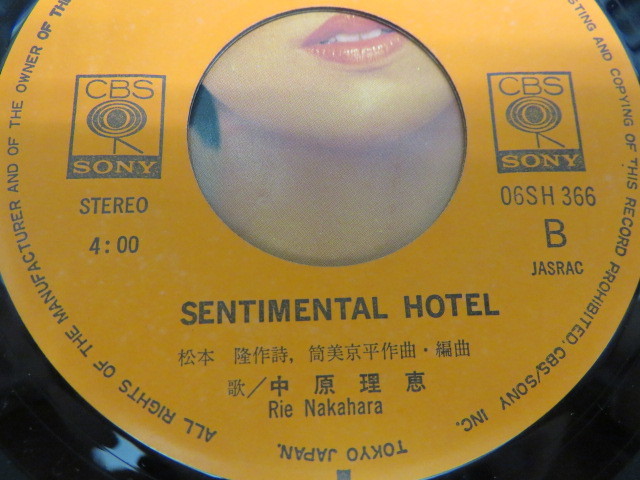 CBS
SONY
CBS
SONY
STEREO
4:00
06SH 366
B
JASRAC
SENTIMENTAL HOTEL
松本 隆作詩, 筒美京平作曲・編曲
歌／中原理恵
Rie Nakahara
ALL RIGHTS OF THE MANUFACTURER AND OF THE OWNER OF THE
STING AND COPYING OF THIS RECORD PROHIBITED. CBS/SONY INC.
TOKYO JAPAN.